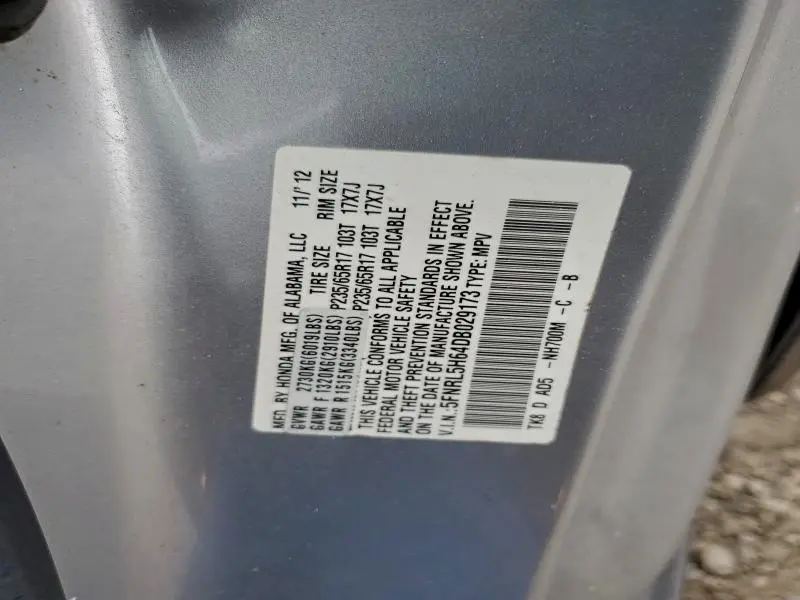 MFD. BY HONDA MFG. OF ALABAMA, LLC 11/'12
GVWR 2730KG(6019LBS) TIRE SIZE RIM SIZE
GAWR F 1320KG(2910LBS) P235/65R17 103T 17X7J
GAWR R 1515KG(3340LBS) P235/65R17 103T 17X7J
THIS VEHICLE CONFORMS TO ALL APPLICABLE
FEDERAL MOTOR VEHICLE SAFETY
AND THEFT PREVENTION STANDARDS IN EFFECT
ON THE DATE OF MANUFACTURE SHOWN ABOVE.
V.I.N.:5FNRL5H64DB029173 TYPE: MPV
TK8 D AD5 -NH700M -C -B